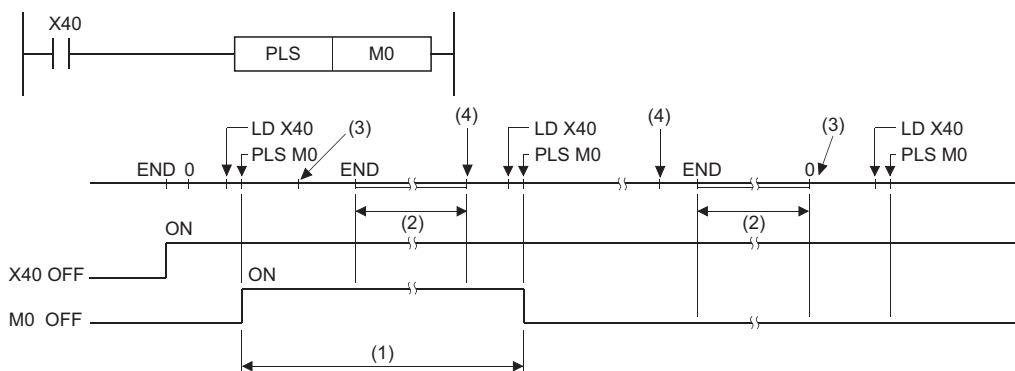 X40
PLS M0
(4) (4)
LD X40 (3) LD X40 (3) LD X40
PLS M0 PLS M0 PLS M0
END 0 END END 0
(2) (2)
ON
X40 OFF
ON
M0 OFF
(1)